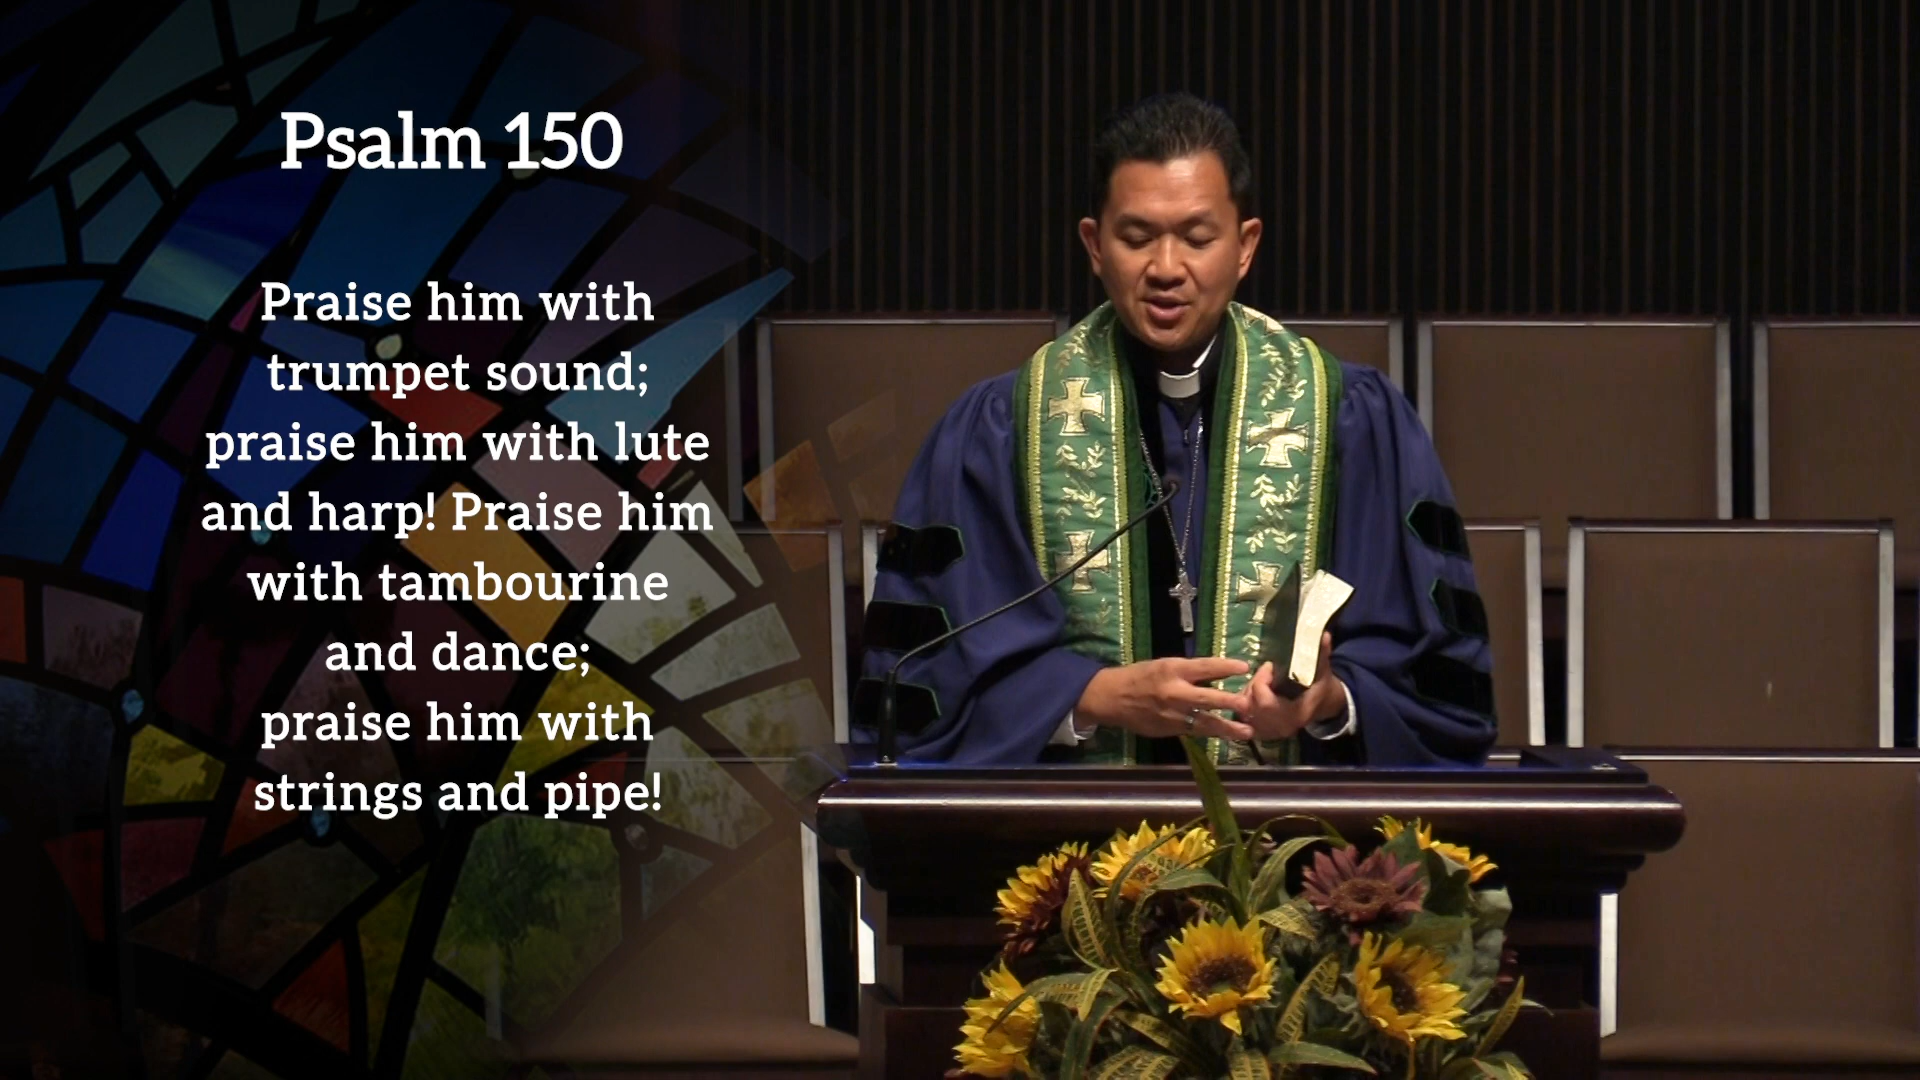 Psalm 150
Praise him with
trumpet sound;
praise him with lute
and harp! Praise him
with tambourine
and dance;
praise him with
strings and pipe!